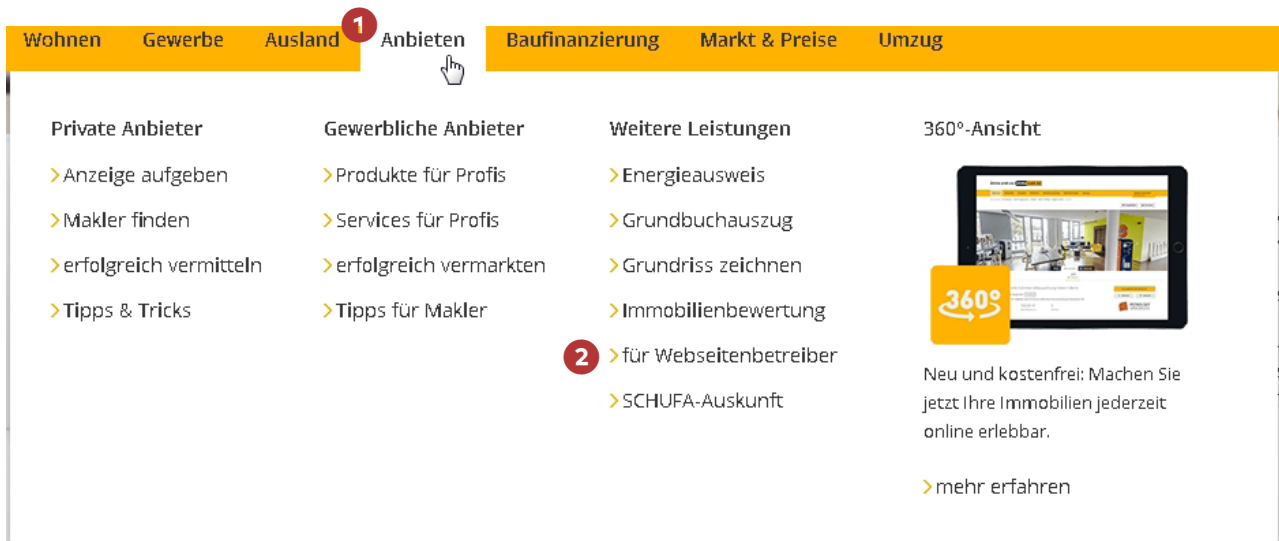 1
Wohnen Gewerbe Ausland Anbieten Baufinanzierung Markt & Preise Umzug
Private Anbieter
Anzeige aufgeben
Makler finden
erfolgreich vermitteln
Tipps & Tricks
Gewerbliche Anbieter
Produkte für Profis
Services für Profis
erfolgreich vermarkten
Tipps für Makler
Weitere Leistungen
Energieausweis
Grundbuchauszug
Grundriss zeichnen
Immobilienbewertung
2 für Webseitenbetreiber
SCHUFA-Auskunft
360°-Ansicht
360°
Neu und kostenfrei: Machen Sie
jetzt Ihre Immobilien jederzeit
online erlebbar.
mehr erfahren